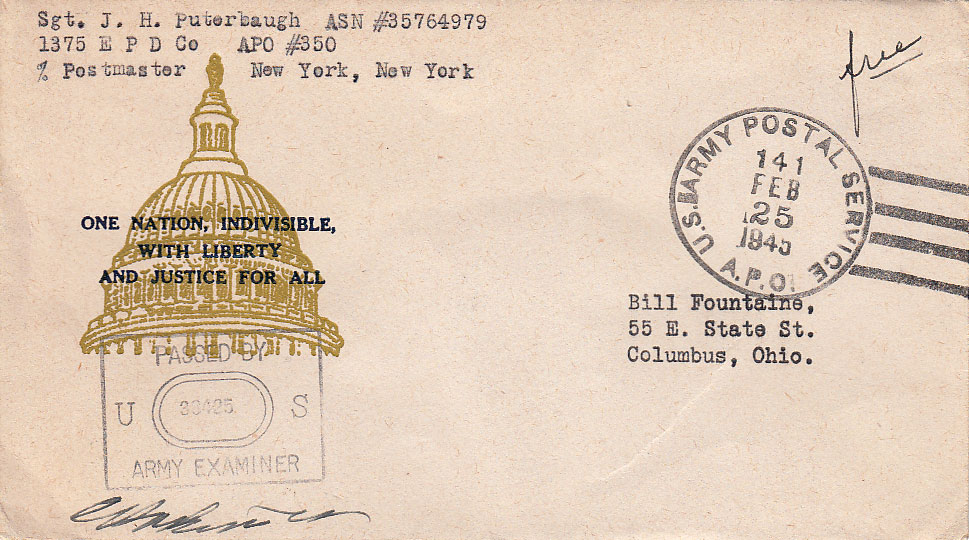 Sgt. J. H. Puterbaugh ASN #35764979
1375 E P D Co APO #350
% Postmaster New York, New York
free
U.S. ARMY POSTAL SERVICE
141
FEB
25
1945
A.P.O.
ONE NATION, INDIVISIBLE,
WITH LIBERTY
AND JUSTICE FOR ALL
Bill Fountaine,
55 E. State St.
Columbus, Ohio.
PASSED BY
U S
ARMY EXAMINER